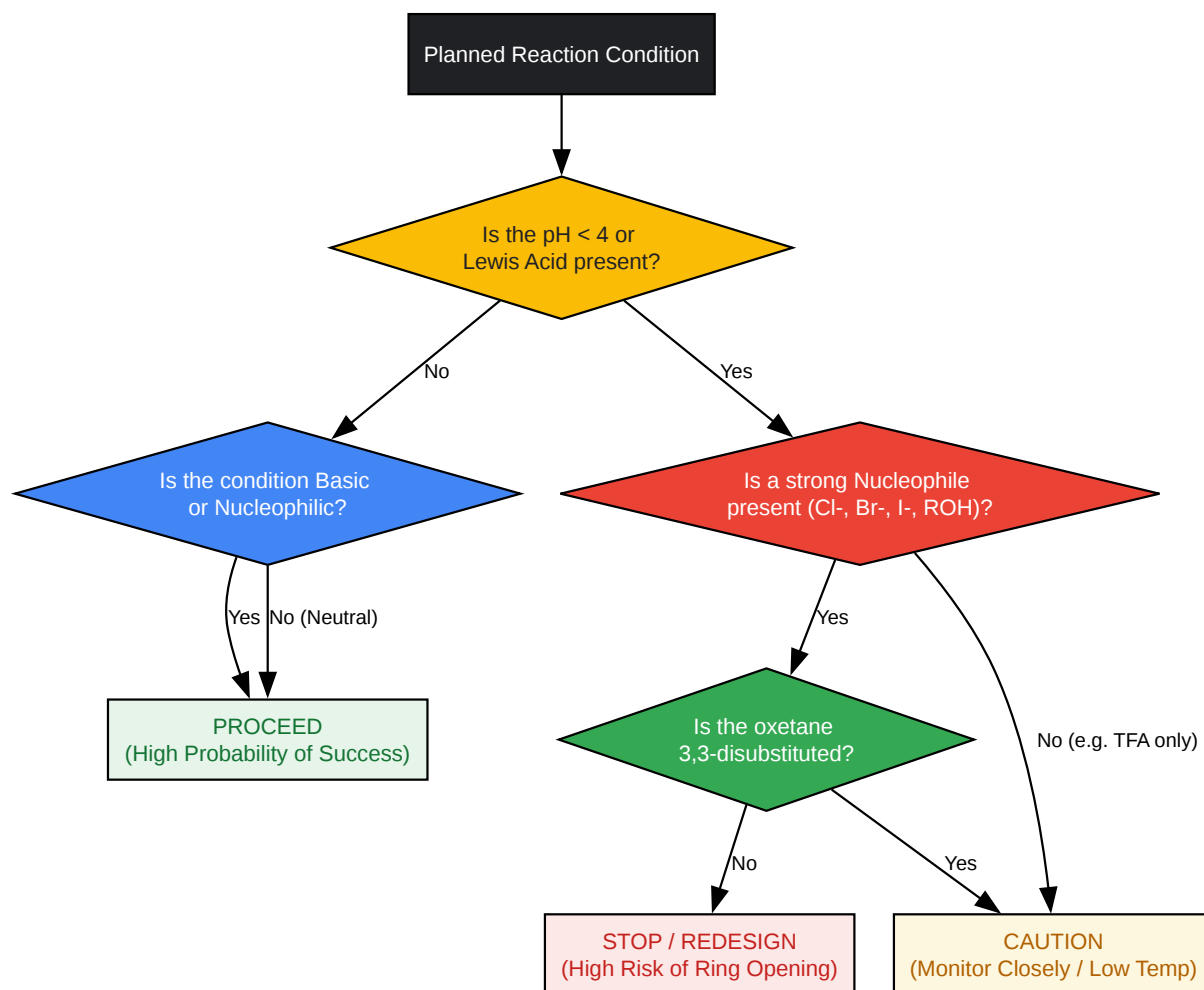 Planned Reaction Condition
Is the pH < 4 or
Lewis Acid present?
No
Yes
Is the condition Basic
or Nucleophilic?
Is a strong Nucleophile
present (Cl-, Br-, I-, ROH)?
Yes
No (Neutral)
Yes
No (e.g. TFA only)
PROCEED
(High Probability of Success)
Is the oxetane
3,3-disubstituted?
No
Yes
STOP / REDESIGN
(High Risk of Ring Opening)
CAUTION
(Monitor Closely / Low Temp)